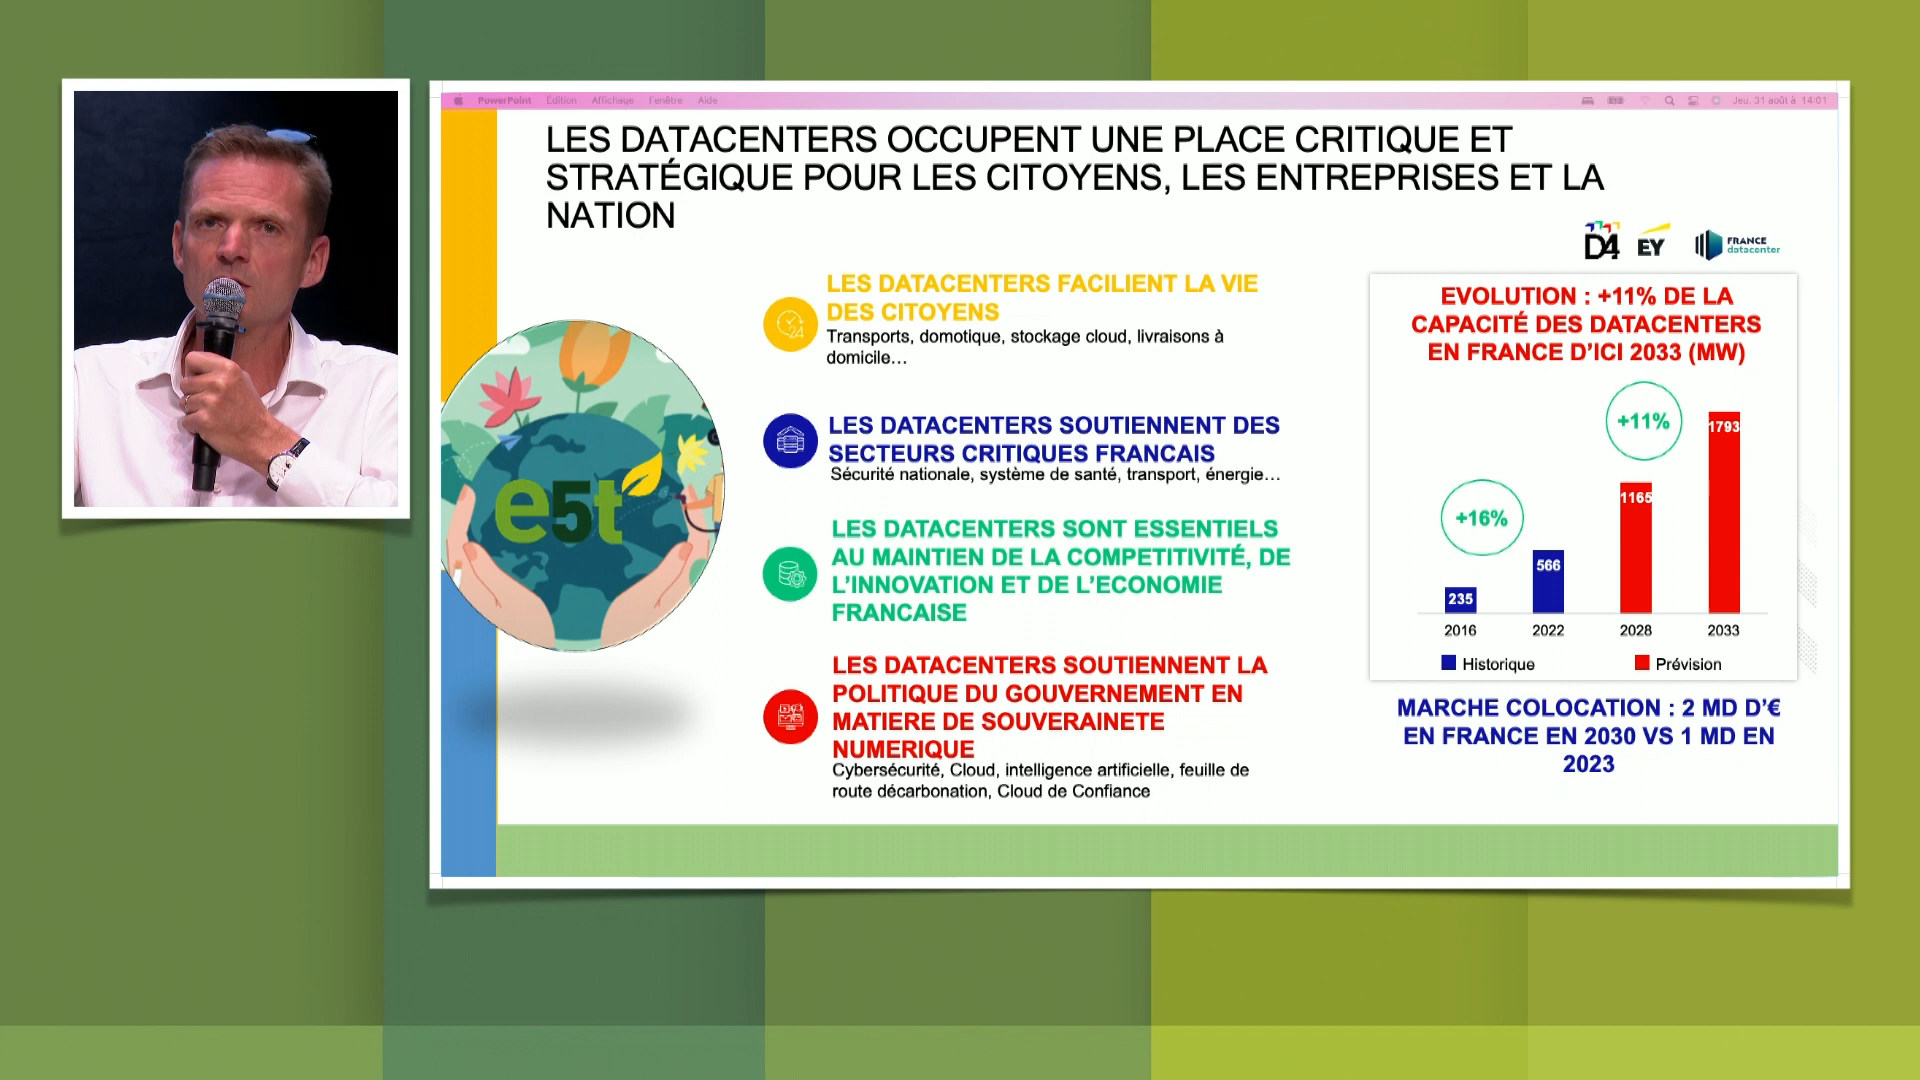 PowerPoint Édition Affichage Fenêtre Aide
Jeu. 31 août à 14:01
LES DATACENTERS OCCUPENT UNE PLACE CRITIQUE ET
STRATÉGIQUE POUR LES CITOYENS, LES ENTREPRISES ET LA
NATION
D4 EY FRANCE
datacenter
e5t
LES DATACENTERS FACILIENT LA VIE
DES CITOYENS
24
Transports, domotique, stockage cloud, livraisons à
domicile…
LES DATACENTERS SOUTIENNENT DES
SECTEURS CRITIQUES FRANCAIS
Sécurité nationale, système de santé, transport, énergie…
LES DATACENTERS SONT ESSENTIELS
AU MAINTIEN DE LA COMPETITIVITÉ, DE
L’INNOVATION ET DE L’ECONOMIE
FRANCAISE
LES DATACENTERS SOUTIENNENT LA
POLITIQUE DU GOUVERNEMENT EN
MATIERE DE SOUVERAINETE
NUMERIQUE
Cybersécurité, Cloud, intelligence artificielle, feuille de
route décarbonation, Cloud de Confiance
EVOLUTION : +11% DE LA
CAPACITÉ DES DATACENTERS
EN FRANCE D’ICI 2033 (MW)
+11%
1793
1165
+16%
566
235
2016 2022 2028 2033
Historique Prévision
MARCHE COLOCATION : 2 MD D’€
EN FRANCE EN 2030 VS 1 MD EN
2023